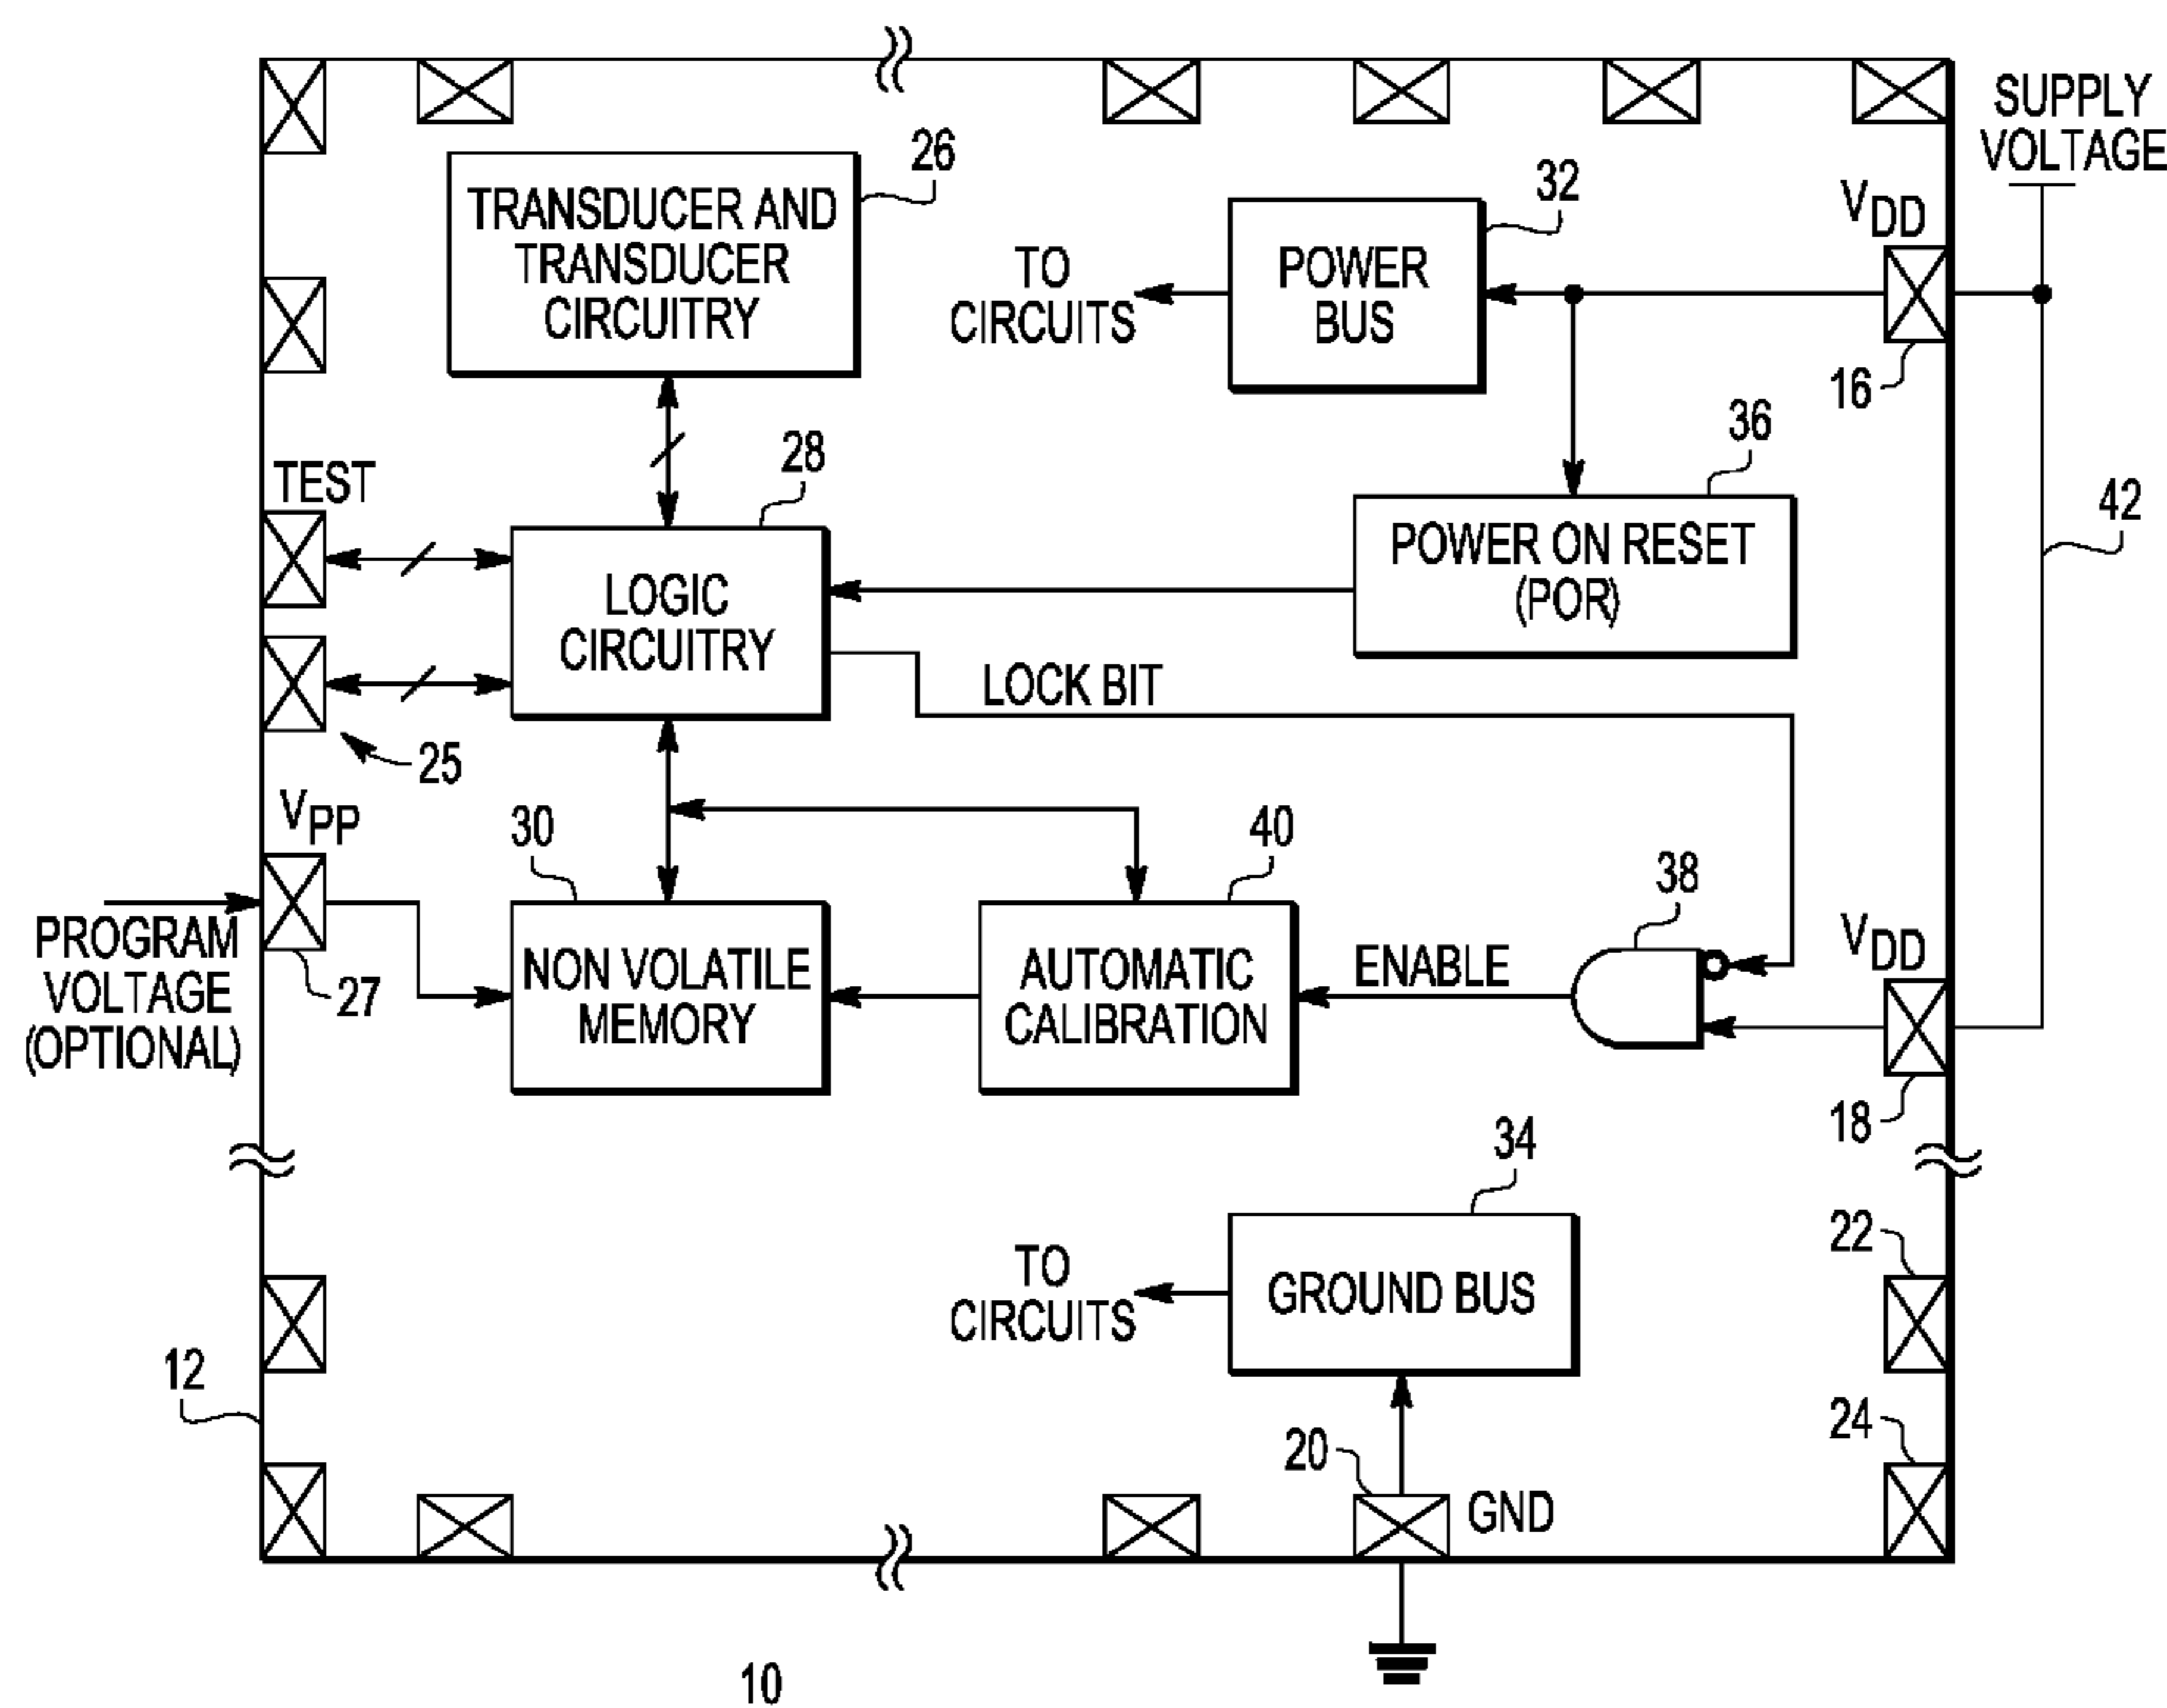 SUPPLY
VOLTAGE
26
TRANSDUCER AND
TRANSDUCER
CIRCUITRY
32
POWER
BUS
TO
CIRCUITS
VDD
16
36
POWER ON RESET
(POR)
42
TEST
28
LOGIC
CIRCUITRY
LOCK BIT
25
VPP
30
40
38
PROGRAM
VOLTAGE
(OPTIONAL)
27
NON VOLATILE
MEMORY
AUTOMATIC
CALIBRATION
ENABLE
VDD
18
34
TO
CIRCUITS
GROUND BUS
22
12
24
20
GND
10